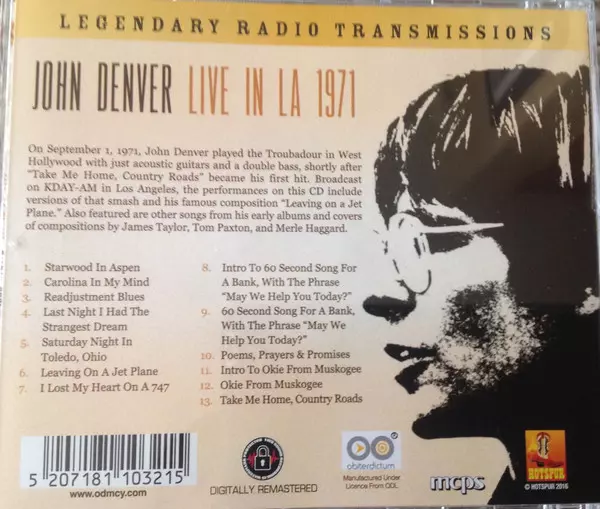 LEGENDARY RADIO TRANSMISSIONS
JOHN DENVER LIVE IN LA 1971
On September 1, 1971, John Denver played the Troubadour in West
Hollywood with just acoustic guitars and a double bass, shortly after
"Take Me Home, Country Roads" became his first hit. Broadcast
on KDAY-AM in Los Angeles, the performances on this CD include
versions of that smash and his famous composition "Leaving on a Jet
Plane." Also featured are other songs from his early albums and covers
of compositions by James Taylor, Tom Paxton, and Merle Haggard.
1. Starwood In Aspen
2. Carolina In My Mind
3. Readjustment Blues
4. Last Night I Had The
Strangest Dream
5. Saturday Night In
Toledo, Ohio
6. Leaving On A Jet Plane
7. I Lost My Heart On A 747
8. Intro To 60 Second Song For
A Bank, With The Phrase
"May We Help You Today?"
9. 60 Second Song For A Bank,
With The Phrase "May We
Help You Today?"
10. Poems, Prayers & Promises
11. Intro To Okie From Muskogee
12. Okie From Muskogee
13. Take Me Home, Country Roads
5 207181 103215
www.odmcy.com
DIGITALLY REMASTERED
obiterdictum
Manufactured Under
Licence From ODL
mcps
HOTSPUR
© HOTSPUR 2016